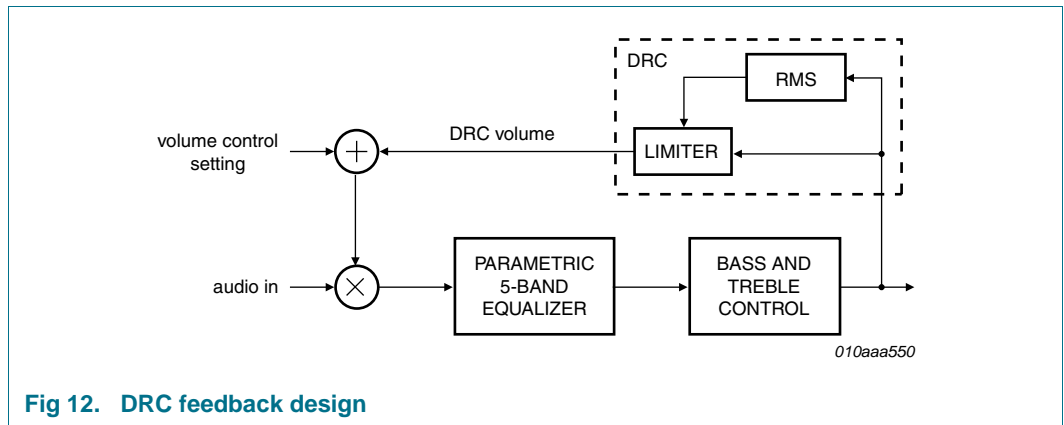 DRC
RMS
volume control
setting
+
DRC volume
LIMITER
audio in
×
PARAMETRIC
5-BAND
EQUALIZER
BASS AND
TREBLE
CONTROL
010aaa550
Fig 12. DRC feedback design